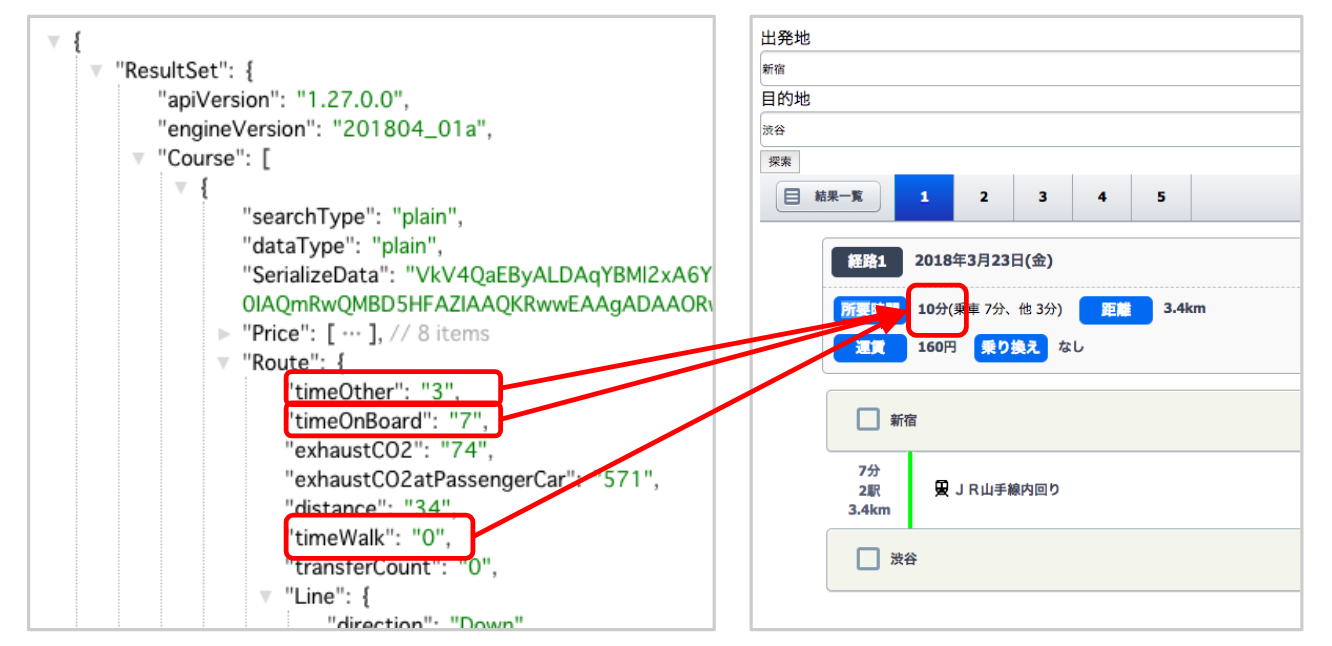 {
"ResultSet": {
"apiVersion": "1.27.0.0",
"engineVersion": "201804_01a",
"Course": [
{
"searchType": "plain",
"dataType": "plain",
"SerializeData": "VkV4QaEByALDAqYBMI2xA6Y
0IAQmRwQMBD5HFAZIAAQKRwwEAAgADAAORw
"Price": [ ··· ], // 8 items
"Route": {
"timeOther": "3",
"timeOnBoard": "7",
"exhaustCO2": "74",
"exhaustCO2atPassengerCar": "571",
"distance": "34",
"timeWalk": "0",
"transferCount": "0",
"Line": {
"direction": "Down"
出発地
新宿
目的地
渋谷
探索
結果一覧 1 2 3 4 5
経路1 2018年3月23日(金)
所要時間 10分(乗車 7分、他 3分) 距離 3.4km
運賃 160円 乗り換え なし
新宿
7分
2駅
3.4km
JR山手線内回り
渋谷